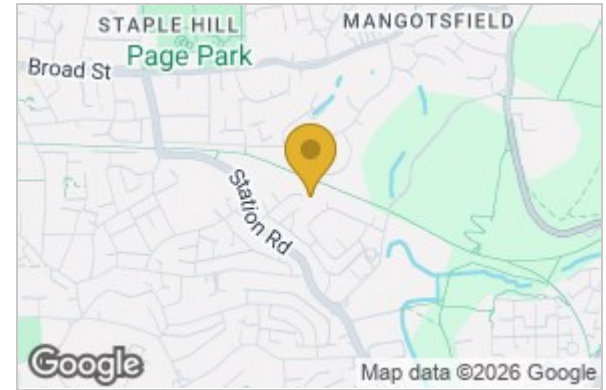 STAPLE HILL
MANGOTSFIELD
Page Park
Broad St
Station Rd
Google
Map data ©2026 Google